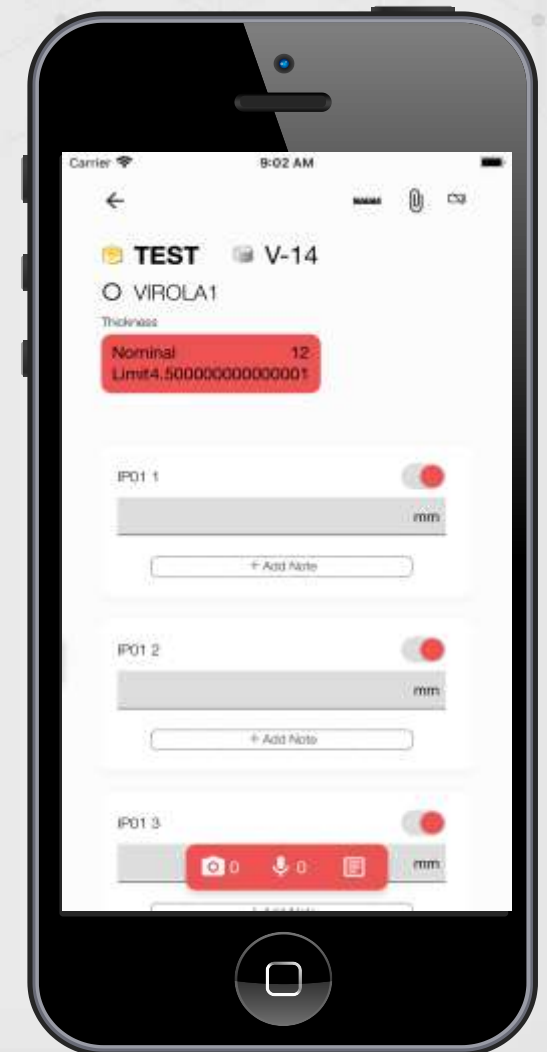 Carrier 9:02 AM
TEST V-14
VIROLA1
Thickness
Nominal 12
Limit4.500000000000001
IP01 1
mm
+ Add Note
IP01 2
mm
+ Add Note
IP01 3
0 0 mm